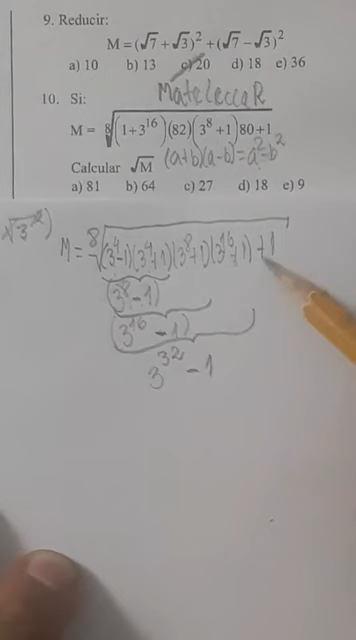 9. Reducir:
M = (√7 + √3)² + (√7 − √3)²
a) 10 b) 13 c) 20 d) 18 e) 36
10. Si: MateleccaR
M = ⁸√(1+3¹⁶)(82)(3⁸+1)80+1
Calcular √M (a+b)(a-b)=a²-b²
a) 81 b) 64 c) 27 d) 18 e) 9
M = ⁸√(3⁴-1)(3⁴+1)(3⁸+1)(3¹⁶+1)+1
(3⁸-1)
(3¹⁶-1)
3³²-1